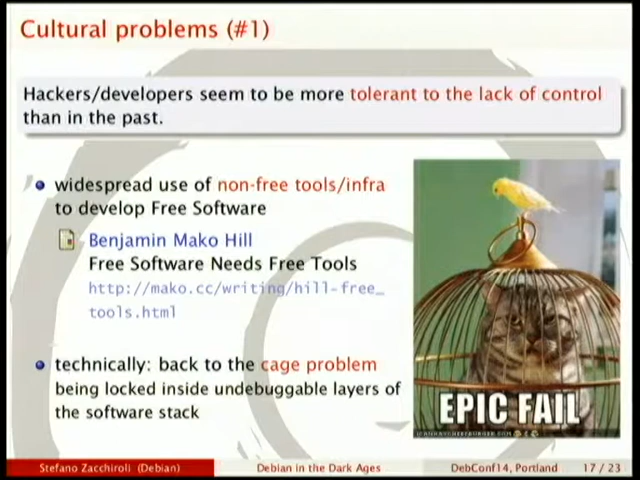 Cultural problems (#1)
Hackers/developers seem to be more tolerant to the lack of control
than in the past.
widespread use of non-free tools/infra
to develop Free Software
Benjamin Mako Hill
Free Software Needs Free Tools
http://mako.cc/writing/hill-free_
tools.html
technically: back to the cage problem
being locked inside undebuggable layers of
the software stack
EPIC FAIL
Stefano Zacchiroli (Debian)
Debian in the Dark Ages
DebConf14, Portland
17 / 23